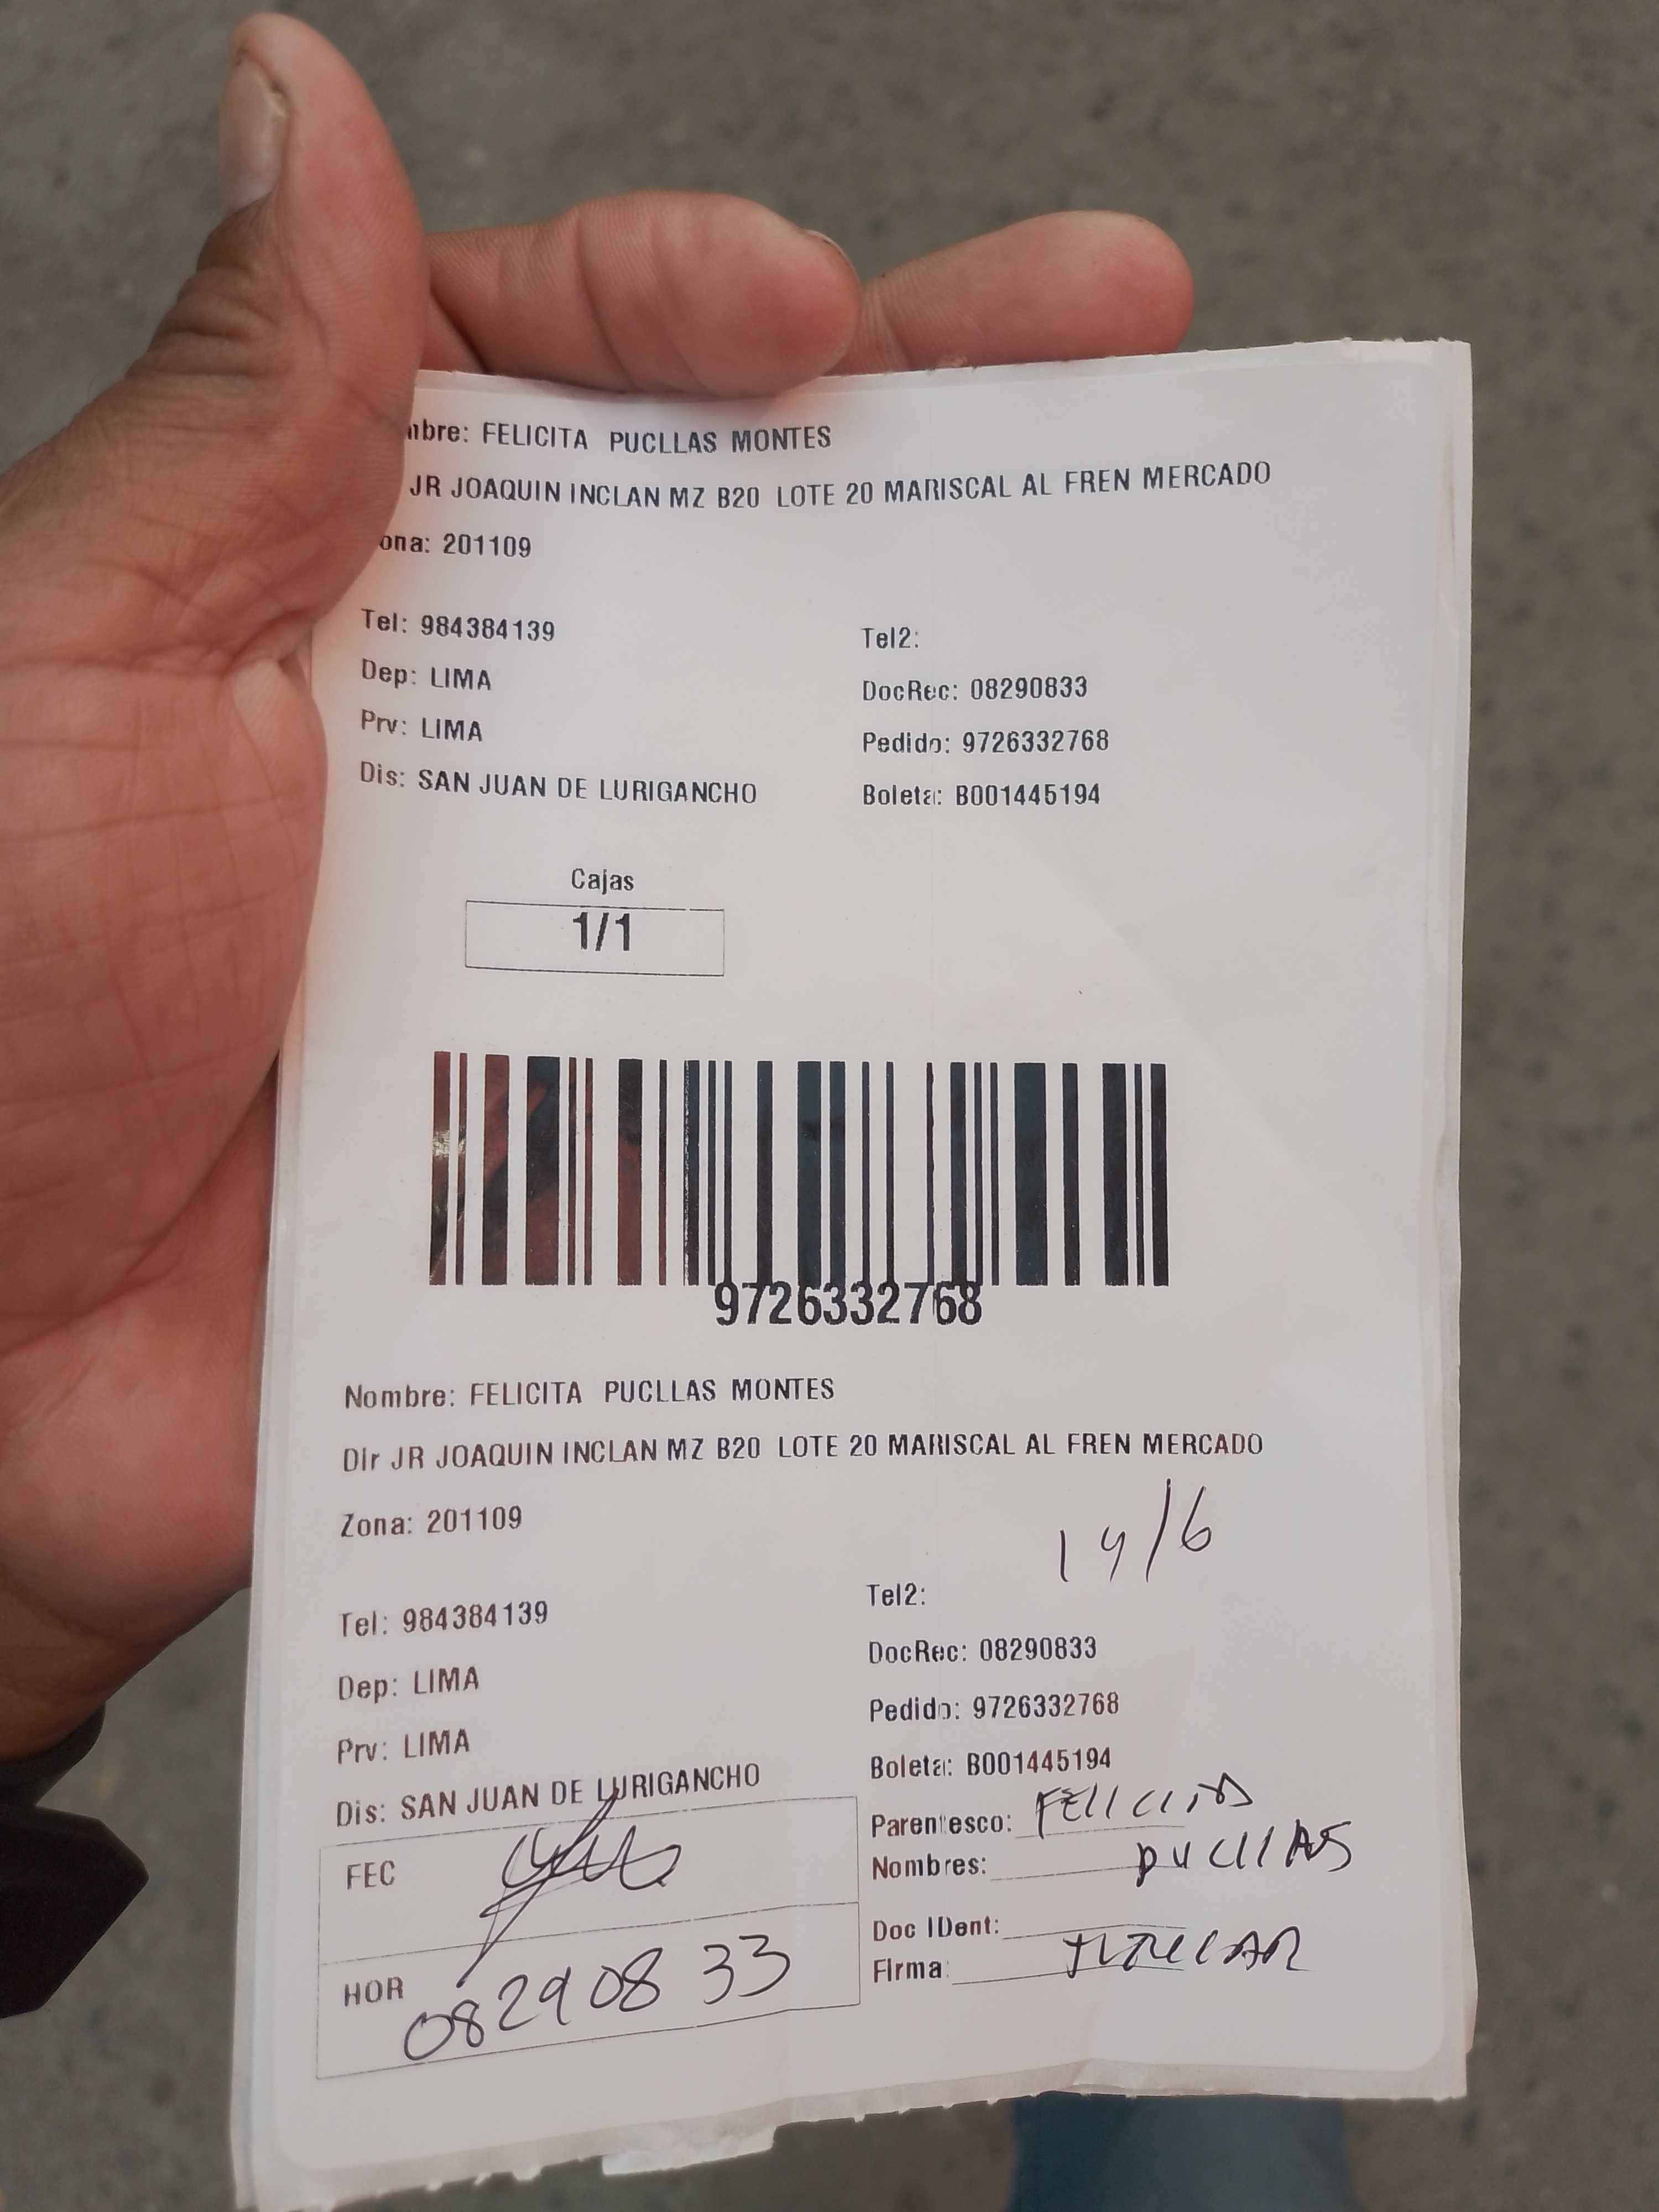 mbre: FELICITA PUCLLAS MONTES
JR JOAQUIN INCLAN MZ B20 LOTE 20 MARISCAL AL FREN MERCADO
ona: 201109
Tel: 984384139
Tel2:
Dep: LIMA
DocRec: 08290833
Prv: LIMA
Pedido: 9726332768
Dis: SAN JUAN DE LURIGANCHO
Boleta: B001445194
Cajas
1/1
9726332768
Nombre: FELICITA PUCLLAS MONTES
Dir JR JOAQUIN INCLAN MZ B20 LOTE 20 MARISCAL AL FREN MERCADO
Zona: 201109
14/6
Tel: 984384139
Tel2:
Dep: LIMA
DocRec: 08290833
Prv: LIMA
Pedido: 9726332768
Dis: SAN JUAN DE LURIGANCHO
Boleta: B001445194
Parentesco: FELICITA
FEC
Nombres: PUCLLAS
Doc IDent:
HOR 08290833
Firma: TITULAR